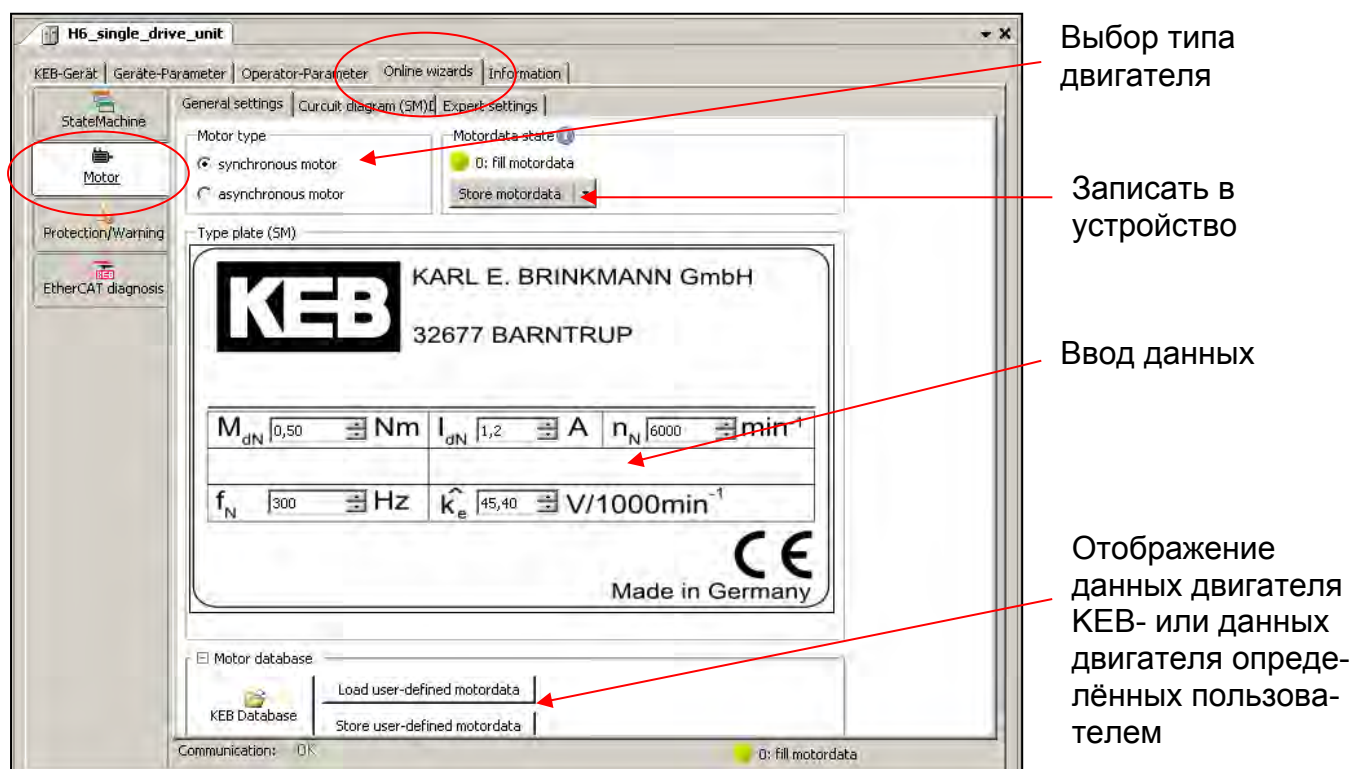 H6_single_drive_unit
KEB-Gerät Geräte-Parameter Operator-Parameter Online wizards Information
StateMachine
Motor
Protection/Warning
EtherCAT diagnosis
General settings Curcuit diagram (SM) Expert settings
Motor type
synchronous motor
asynchronous motor
Motordata state
0: fill motordata
Store motordata
Type plate (SM)
KEB
KARL E. BRINKMANN GmbH
32677 BARNTRUP
MdN 0,50 Nm IdN 1,2 A nN 6000 min-1
fN 300 Hz k̂e 45,40 V/1000min-1
CE
Made in Germany
Motor database
KEB Database
Load user-defined motordata
Store user-defined motordata
Communication: OK
0: fill motordata
Выбор типа
двигателя
Записать в
устройство
Ввод данных
Отображение
данных двигателя
KEB- или данных
двигателя опреде-
лённых пользова-
телем